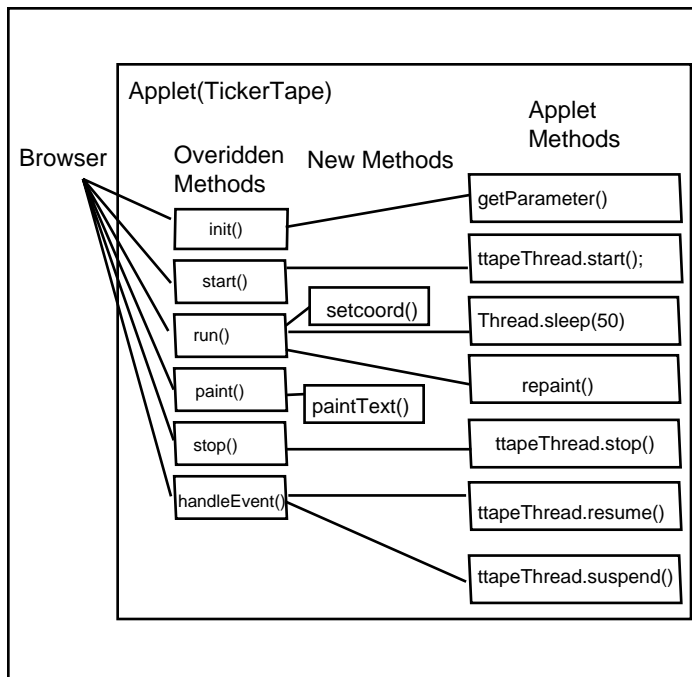 Applet(TickerTape)
Applet
Methods
Browser
Overidden
Methods
New Methods
getParameter()
init()
ttapeThread.start();
start()
setcoord()
Thread.sleep(50)
run()
repaint()
paint()
paintText()
stop()
ttapeThread.stop()
handleEvent()
ttapeThread.resume()
ttapeThread.suspend()